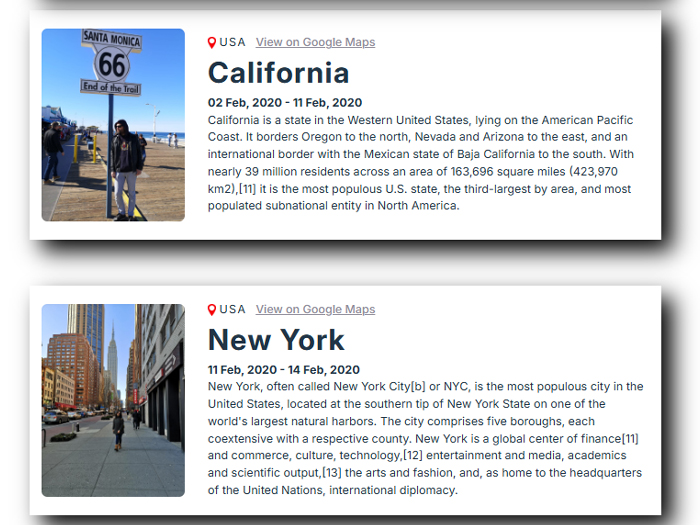 SANTA MONICA
66
End of the Trail
USA View on Google Maps
California
02 Feb, 2020 - 11 Feb, 2020
California is a state in the Western United States, lying on the American Pacific
Coast. It borders Oregon to the north, Nevada and Arizona to the east, and an
international border with the Mexican state of Baja California to the south. With
nearly 39 million residents across an area of 163,696 square miles (423,970
km2),[11] it is the most populous U.S. state, the third-largest by area, and most
populated subnational entity in North America.
USA View on Google Maps
New York
11 Feb, 2020 - 14 Feb, 2020
New York, often called New York City[b] or NYC, is the most populous city in the
United States, located at the southern tip of New York State on one of the
world's largest natural harbors. The city comprises five boroughs, each
coextensive with a respective county. New York is a global center of finance[11]
and commerce, culture, technology,[12] entertainment and media, academics
and scientific output,[13] the arts and fashion, and, as home to the headquarters
of the United Nations, international diplomacy.